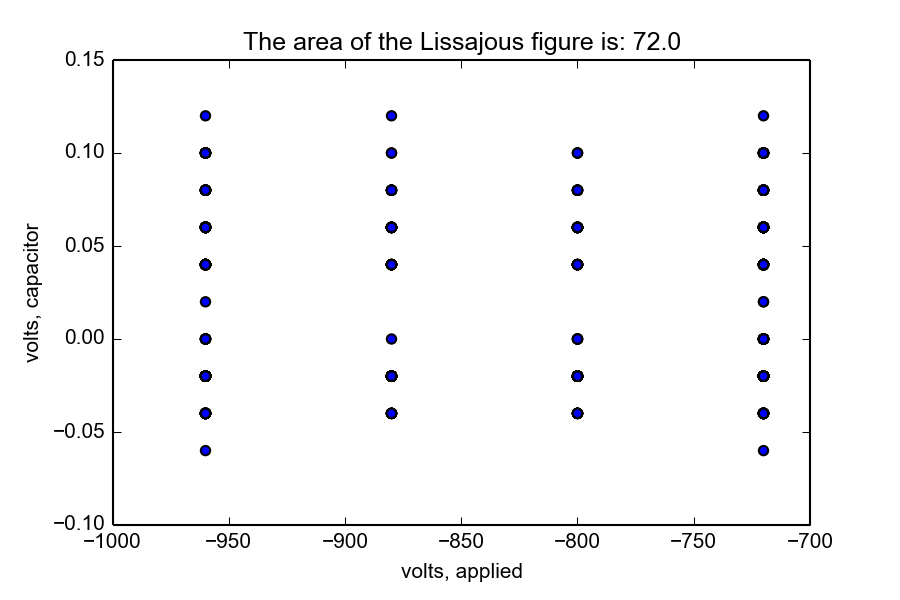 The area of the Lissajous figure is: 72.0
0.15
0.10
0.05
0.00
−0.05
−0.10
−1000 −950 −900 −850 −800 −750 −700
volts, capacitor
volts, applied